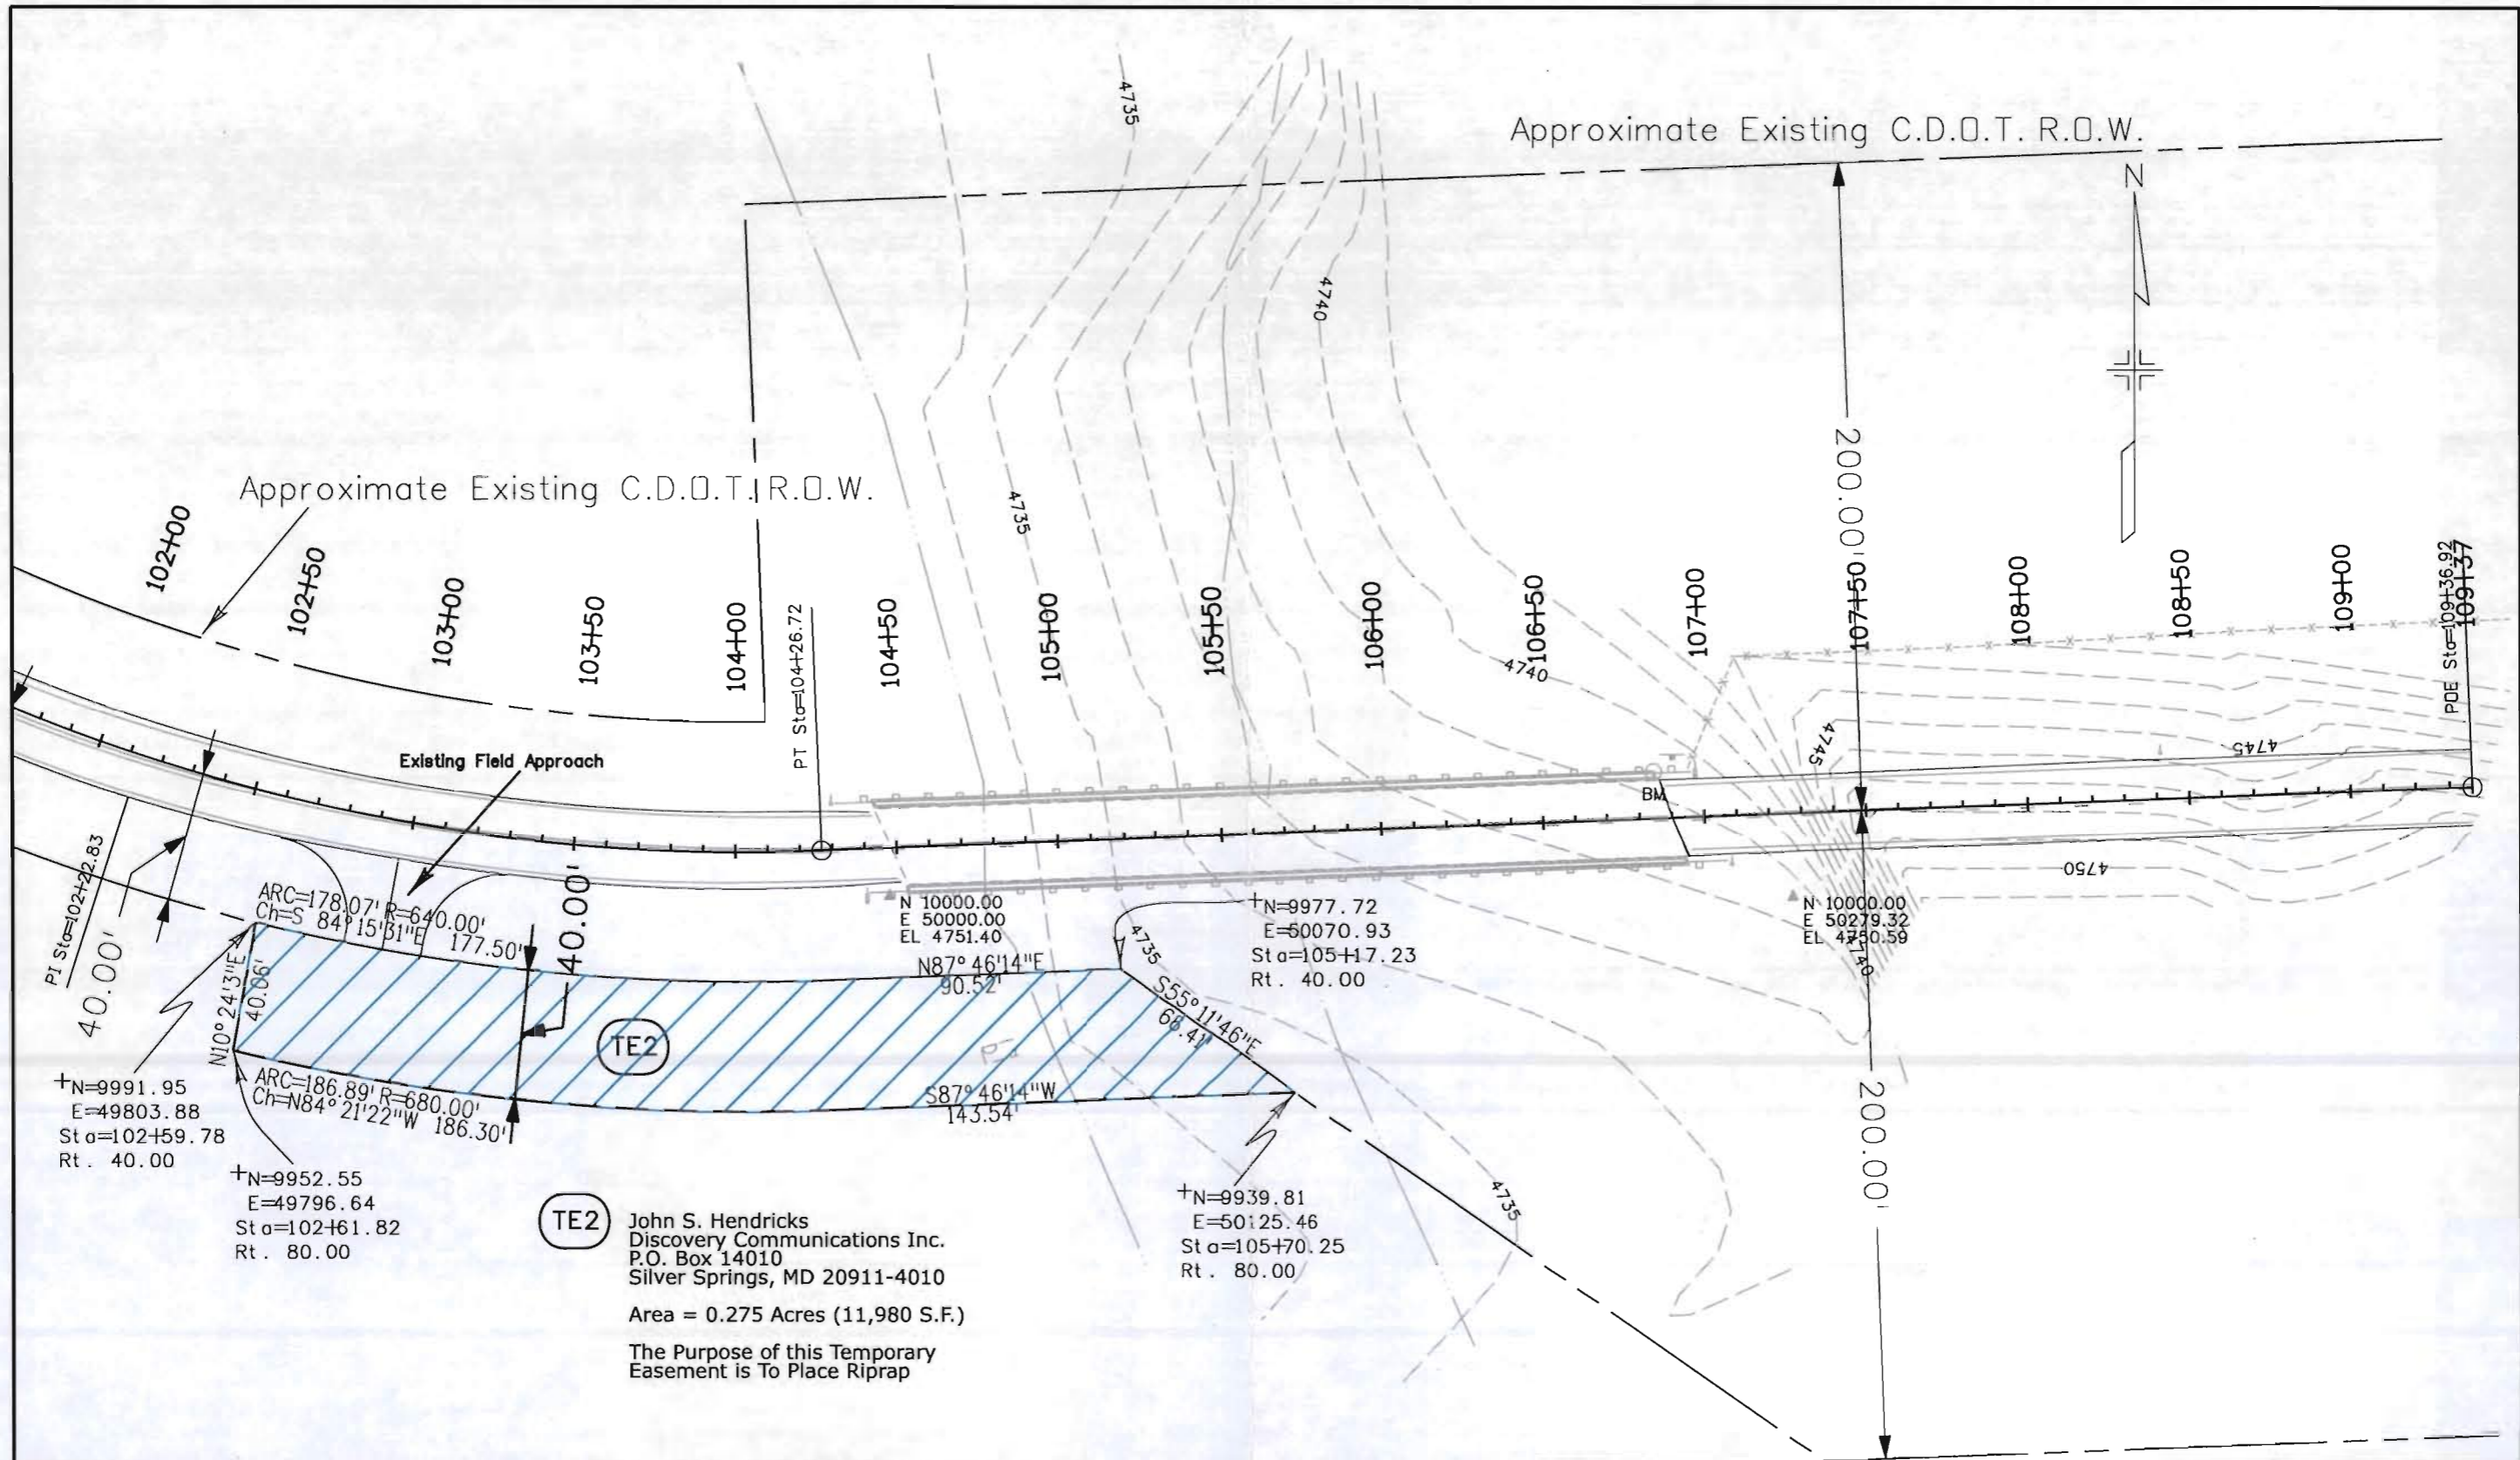 4735
Approximate Existing C.D.O.T. R.O.W.
N
4740
200.00'
Approximate Existing C.D.O.T. R.O.W.
4735
102+00
102+50
103+00
103+50
104+00
PT Sta=104+26.72
104+50
105+00
105+50
106+00
106+50
107+00
107+50
108+00
108+50
109+00
POE Sta=109+36.92
109+37
4740
4745
4745
Existing Field Approach
BM
4750
PI Sta=102+22.83
40.00'
ARC=178.07' R=640.00'
Ch=S 84°15'31"E 177.50'
40.00'
N 10000.00
E 50000.00
EL 4751.40
+N=9977.72
E=50070.93
Sta=105+17.23
Rt. 40.00
N 10000.00
E 50279.32
EL 4750.59
4740
4735
N87°46'14"E
90.52'
S55°11'46"E
66.41'
N10°24'3"E
40.06'
TE2
ARC=186.89' R=680.00'
Ch=N84°21'22"W 186.30'
S87°46'14"W
143.54'
+N=9991.95
E=49803.88
Sta=102+59.78
Rt. 40.00
+N=9952.55
E=49796.64
Sta=102+61.82
Rt. 80.00
+N=9939.81
E=50125.46
Sta=105+70.25
Rt. 80.00
4735
200.00'
TE2
John S. Hendricks
Discovery Communications Inc.
P.O. Box 14010
Silver Springs, MD 20911-4010
Area = 0.275 Acres (11,980 S.F.)
The Purpose of this Temporary
Easement is To Place Riprap